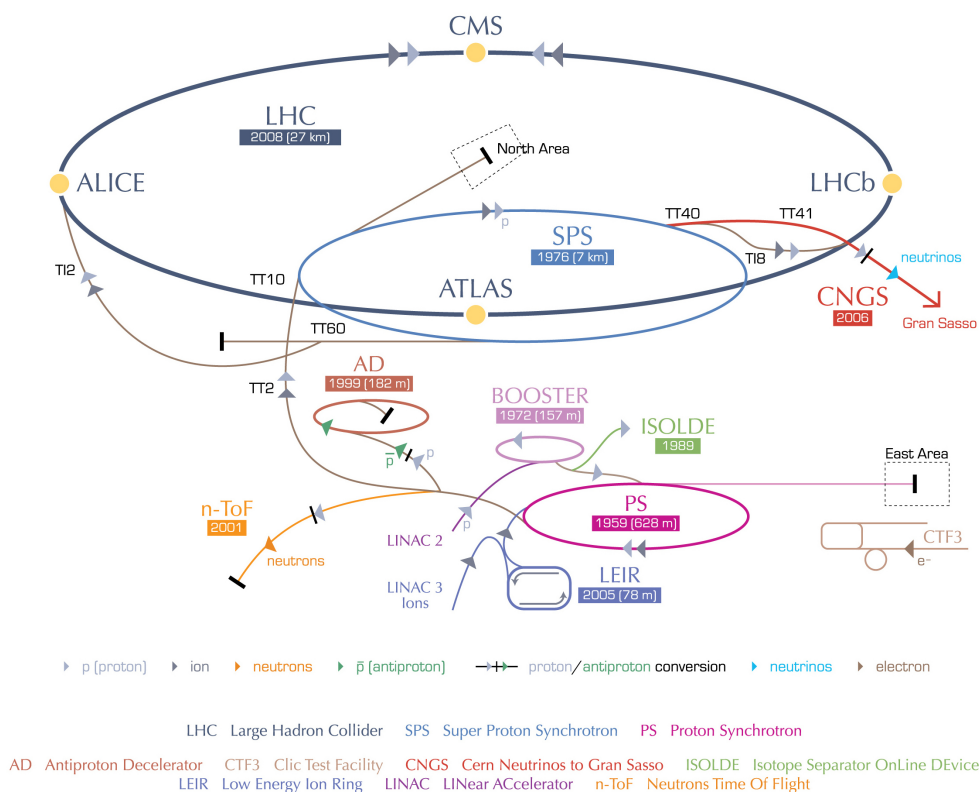 CMS
LHC
2008 (27 km)
North Area
ALICE
LHCb
TT40
TT41
p
SPS
1976 (7 km)
TI2
TT10
TI8
neutrinos
ATLAS
CNGS
2006
Gran Sasso
TT60
AD
1999 (182 m)
TT2
BOOSTER
1972 (157 m)
ISOLDE
1989
p̅
p
East Area
n-ToF
2001
PS
1959 (628 m)
p
LINAC 2
neutrons
CTF3
e-
LEIR
2005 (78 m)
LINAC 3
Ions
p (proton) ion neutrons p̅ (antiproton) proton/antiproton conversion neutrinos electron
LHC Large Hadron Collider SPS Super Proton Synchrotron PS Proton Synchrotron
AD Antiproton Decelerator CTF3 Clic Test Facility CNGS Cern Neutrinos to Gran Sasso ISOLDE Isotope Separator OnLine DEvice
LEIR Low Energy Ion Ring LINAC LINear ACcelerator n-ToF Neutrons Time Of Flight